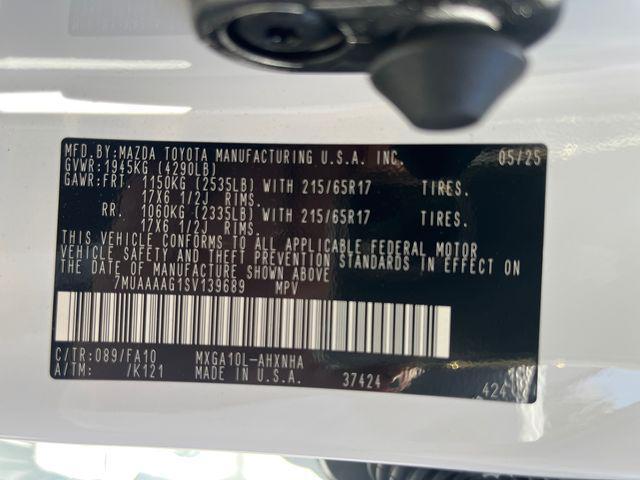 MFD.BY:MAZDA TOYOTA MANUFACTURING U.S.A. INC. 05/25
GVWR:1945KG (4290LB)
GAWR:FRT. 1150KG (2535LB) WITH 215/65R17 TIRES.
17X6 1/2J RIMS.
RR. 1060KG (2335LB) WITH 215/65R17 TIRES.
17X6 1/2J RIMS.
THIS VEHICLE CONFORMS TO ALL APPLICABLE FEDERAL MOTOR
VEHICLE SAFETY AND THEFT PREVENTION STANDARDS IN EFFECT ON
THE DATE OF MANUFACTURE SHOWN ABOVE
7MUAAAAG1SV139689 MPV
C/TR:089/FA10 MXGA10L-AHXNHA
A/TM: /K121 MADE IN U.S.A. 37424